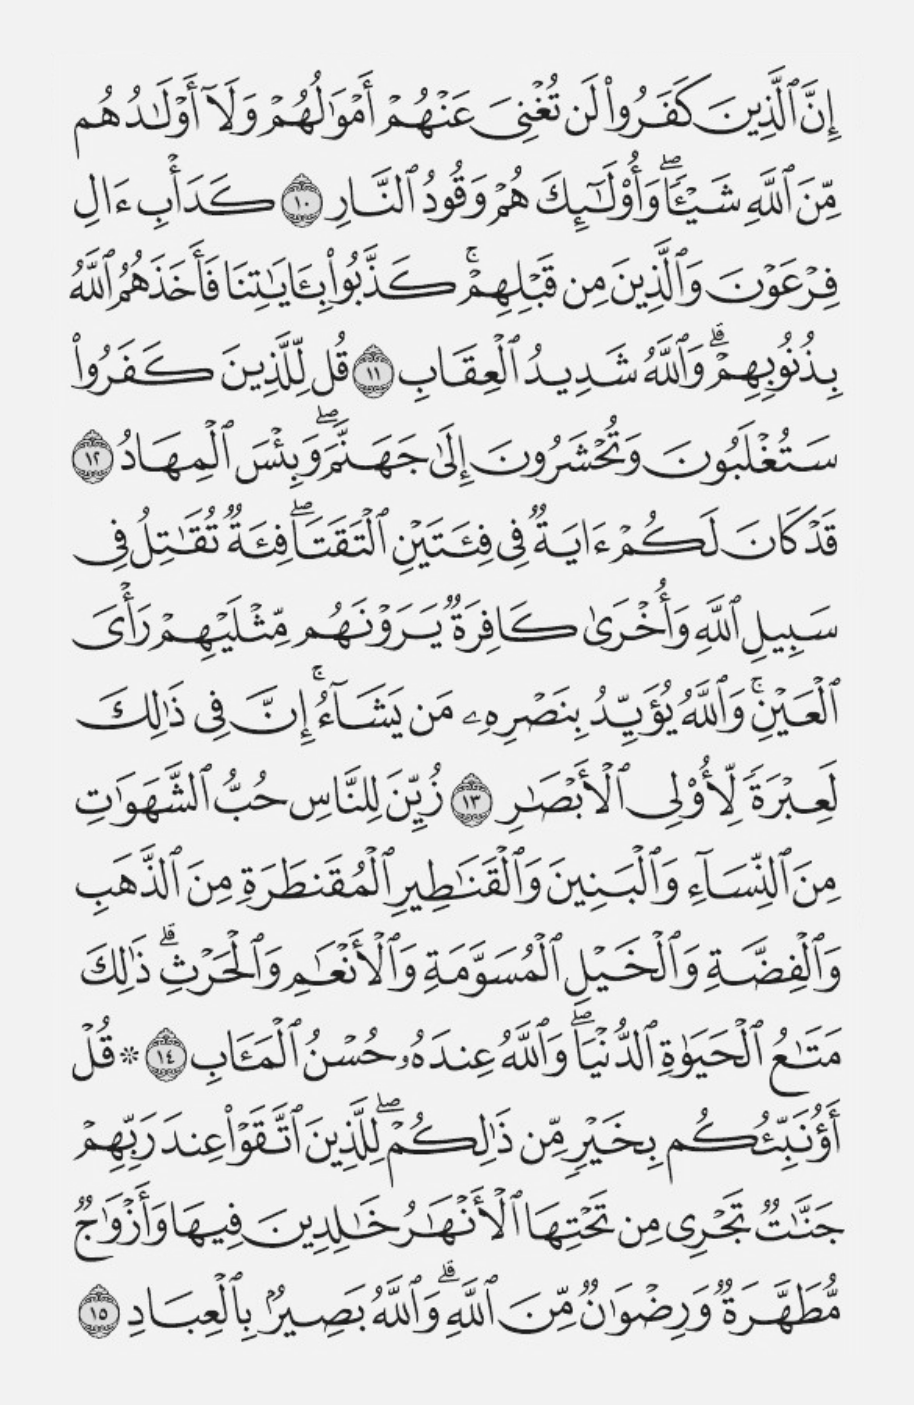 إِنَّ ٱلَّذِينَ كَفَرُوا۟ لَن تُغْنِىَ عَنْهُمْ أَمْوَٰلُهُمْ وَلَآ أَوْلَـٰدُهُم
مِّنَ ٱللَّهِ شَيْـًٔا ۖ وَأُو۟لَـٰٓئِكَ هُمْ وَقُودُ ٱلنَّارِ ١٠ كَدَأْبِ ءَالِ
فِرْعَوْنَ وَٱلَّذِينَ مِن قَبْلِهِمْ ۚ كَذَّبُوا۟ بِـَٔايَـٰتِنَا فَأَخَذَهُمُ ٱللَّهُ
بِذُنُوبِهِمْ ۗ وَٱللَّهُ شَدِيدُ ٱلْعِقَابِ ١١ قُل لِّلَّذِينَ كَفَرُوا۟
سَتُغْلَبُونَ وَتُحْشَرُونَ إِلَىٰ جَهَنَّمَ ۖ وَبِئْسَ ٱلْمِهَادُ ١٢
قَدْ كَانَ لَكُمْ ءَايَةٌ فِى فِئَتَيْنِ ٱلْتَقَتَا ۖ فِئَةٌ تُقَـٰتِلُ فِى
سَبِيلِ ٱللَّهِ وَأُخْرَىٰ كَافِرَةٌ يَرَوْنَهُم مِّثْلَيْهِمْ رَأْىَ
ٱلْعَيْنِ ۚ وَٱللَّهُ يُؤَيِّدُ بِنَصْرِهِۦ مَن يَشَآءُ ۚ إِنَّ فِى ذَٰلِكَ
لَعِبْرَةً لِّأُو۟لِى ٱلْأَبْصَـٰرِ ١٣ زُيِّنَ لِلنَّاسِ حُبُّ ٱلشَّهَوَٰتِ
مِنَ ٱلنِّسَآءِ وَٱلْبَنِينَ وَٱلْقَنَـٰطِيرِ ٱلْمُقَنطَرَةِ مِنَ ٱلذَّهَبِ
وَٱلْفِضَّةِ وَٱلْخَيْلِ ٱلْمُسَوَّمَةِ وَٱلْأَنْعَـٰمِ وَٱلْحَرْثِ ۗ ذَٰلِكَ
مَتَـٰعُ ٱلْحَيَوٰةِ ٱلدُّنْيَا ۖ وَٱللَّهُ عِندَهُۥ حُسْنُ ٱلْمَـَٔابِ ١٤ * قُلْ
أَؤُنَبِّئُكُم بِخَيْرٍ مِّن ذَٰلِكُمْ ۖ لِلَّذِينَ ٱتَّقَوْا۟ عِندَ رَبِّهِمْ
جَنَّـٰتٌ تَجْرِى مِن تَحْتِهَا ٱلْأَنْهَـٰرُ خَـٰلِدِينَ فِيهَا وَأَزْوَٰجٌ
مُّطَهَّرَةٌ وَرِضْوَٰنٌ مِّنَ ٱللَّهِ ۗ وَٱللَّهُ بَصِيرٌۢ بِٱلْعِبَادِ ١٥